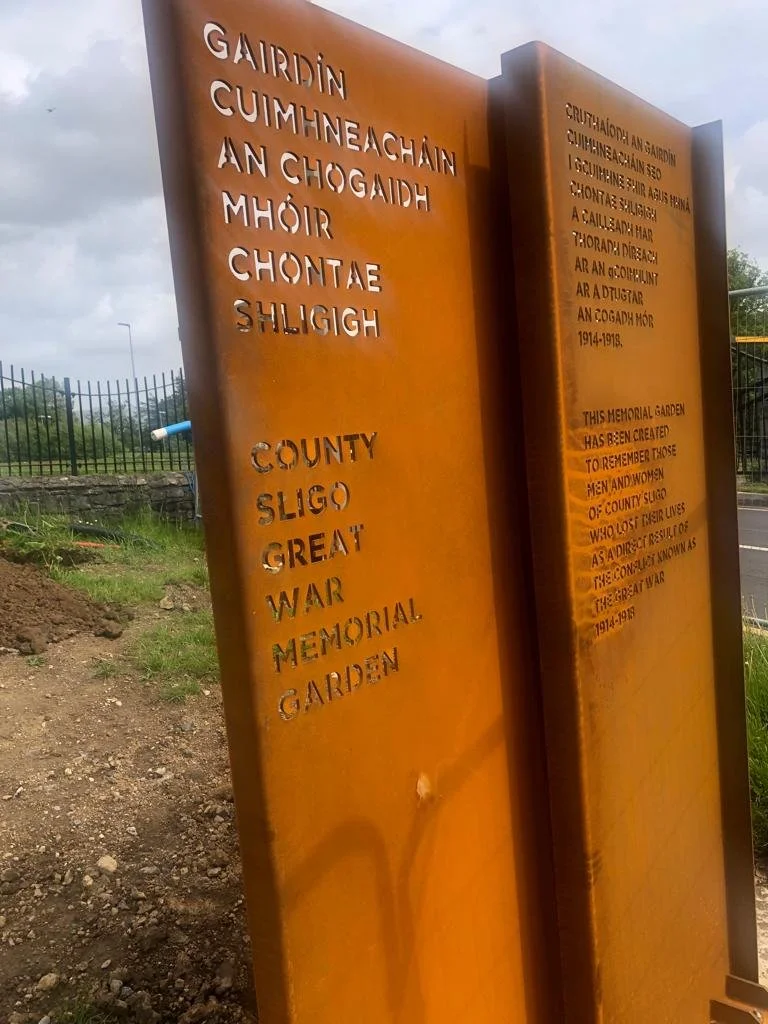 GAIRDÍN
CUIMHNEACHÁIN
AN CHOGAIDH
MHÓIR
CHONTAE
SHLIGIGH
COUNTY
SLIGO
GREAT
WAR
MEMORIAL
GARDEN
CRUTHAÍODH AN GAIRDÍN
CUIMHNEACHÁIN SEO
I GCUIMHNE FHIR AGUS MHNÁ
CHONTAE SHLIGIGH
A CAILLEADH MAR
THORADH DÍREACH
AR AN gCOIMHLINT
AR A DTUGTAR
AN COGADH MÓR
1914-1918.
THIS MEMORIAL GARDEN
HAS BEEN CREATED
TO REMEMBER THOSE
MEN AND WOMEN
OF COUNTY SLIGO
WHO LOST THEIR LIVES
AS A DIRECT RESULT OF
THE CONFLICT KNOWN AS
THE GREAT WAR
1914-1918